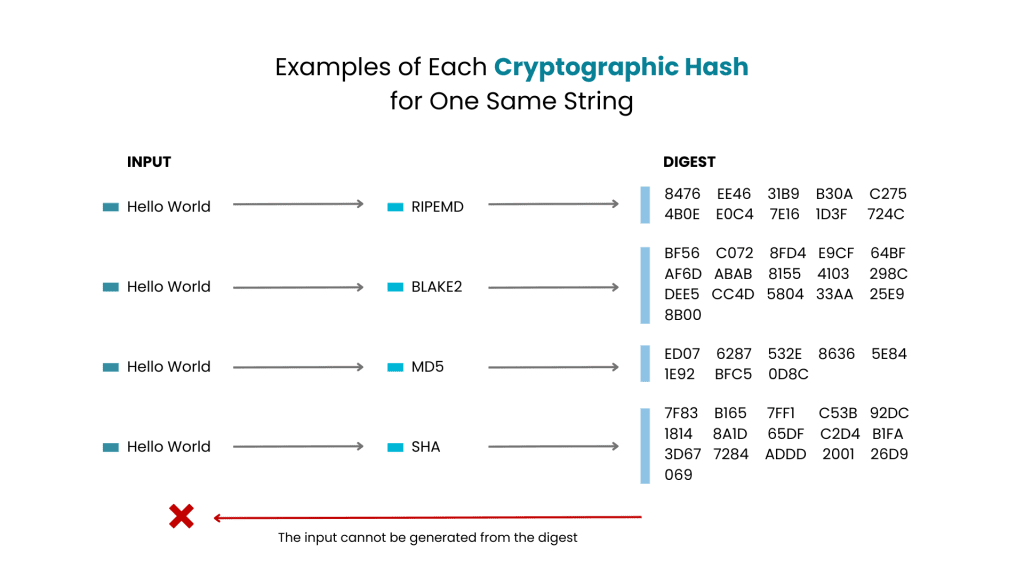 Examples of Each Cryptographic Hash
for One Same String
INPUT
DIGEST
Hello World
RIPEMD
8476 EE46 31B9 B30A C275
4B0E E0C4 7E16 1D3F 724C
Hello World
BLAKE2
BF56 C072 8FD4 E9CF 64BF
AF6D ABAB 8155 4103 298C
DEE5 CC4D 5804 33AA 25E9
8B00
Hello World
MD5
ED07 6287 532E 8636 5E84
1E92 BFC5 0D8C
Hello World
SHA
7F83 B165 7FF1 C53B 92DC
1814 8A1D 65DF C2D4 B1FA
3D67 7284 ADDD 2001 26D9
069
The input cannot be generated from the digest